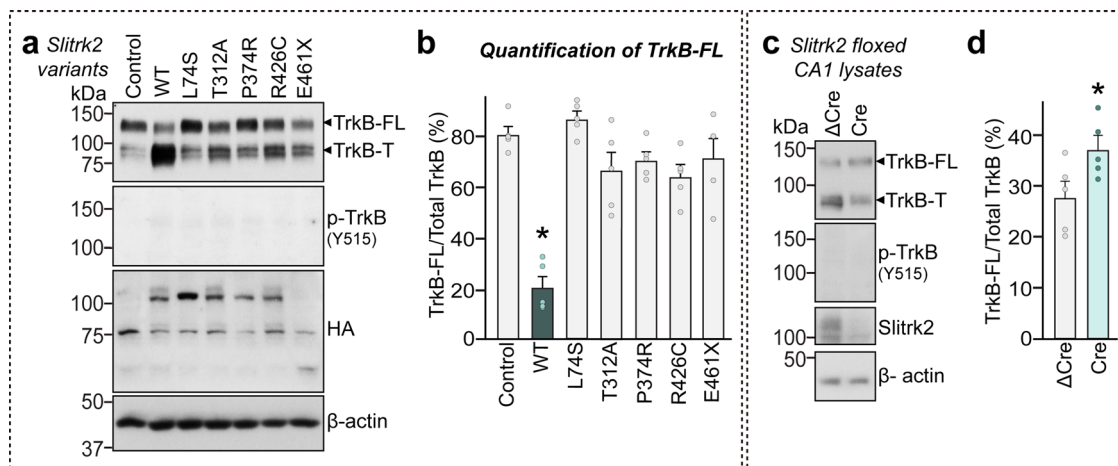 a
Slitrk2
variants
kDa
Control
WT
L74S
T312A
P374R
R426C
E461X
150
100
75
TrkB-FL
TrkB-T
150
100
p-TrkB
(Y515)
100
75
HA
50
37
β-actin
b
Quantification of TrkB-FL
TrkB-FL/Total TrkB (%)
80
60
40
20
0
*
Control
WT
L74S
T312A
P374R
R426C
E461X
c
Slitrk2 floxed
CA1 lysates
kDa
ΔCre
Cre
150
100
TrkB-FL
TrkB-T
150
100
p-TrkB
(Y515)
100
Slitrk2
50
β- actin
d
TrkB-FL/Total TrkB (%)
40
30
20
10
0
*
ΔCre
Cre